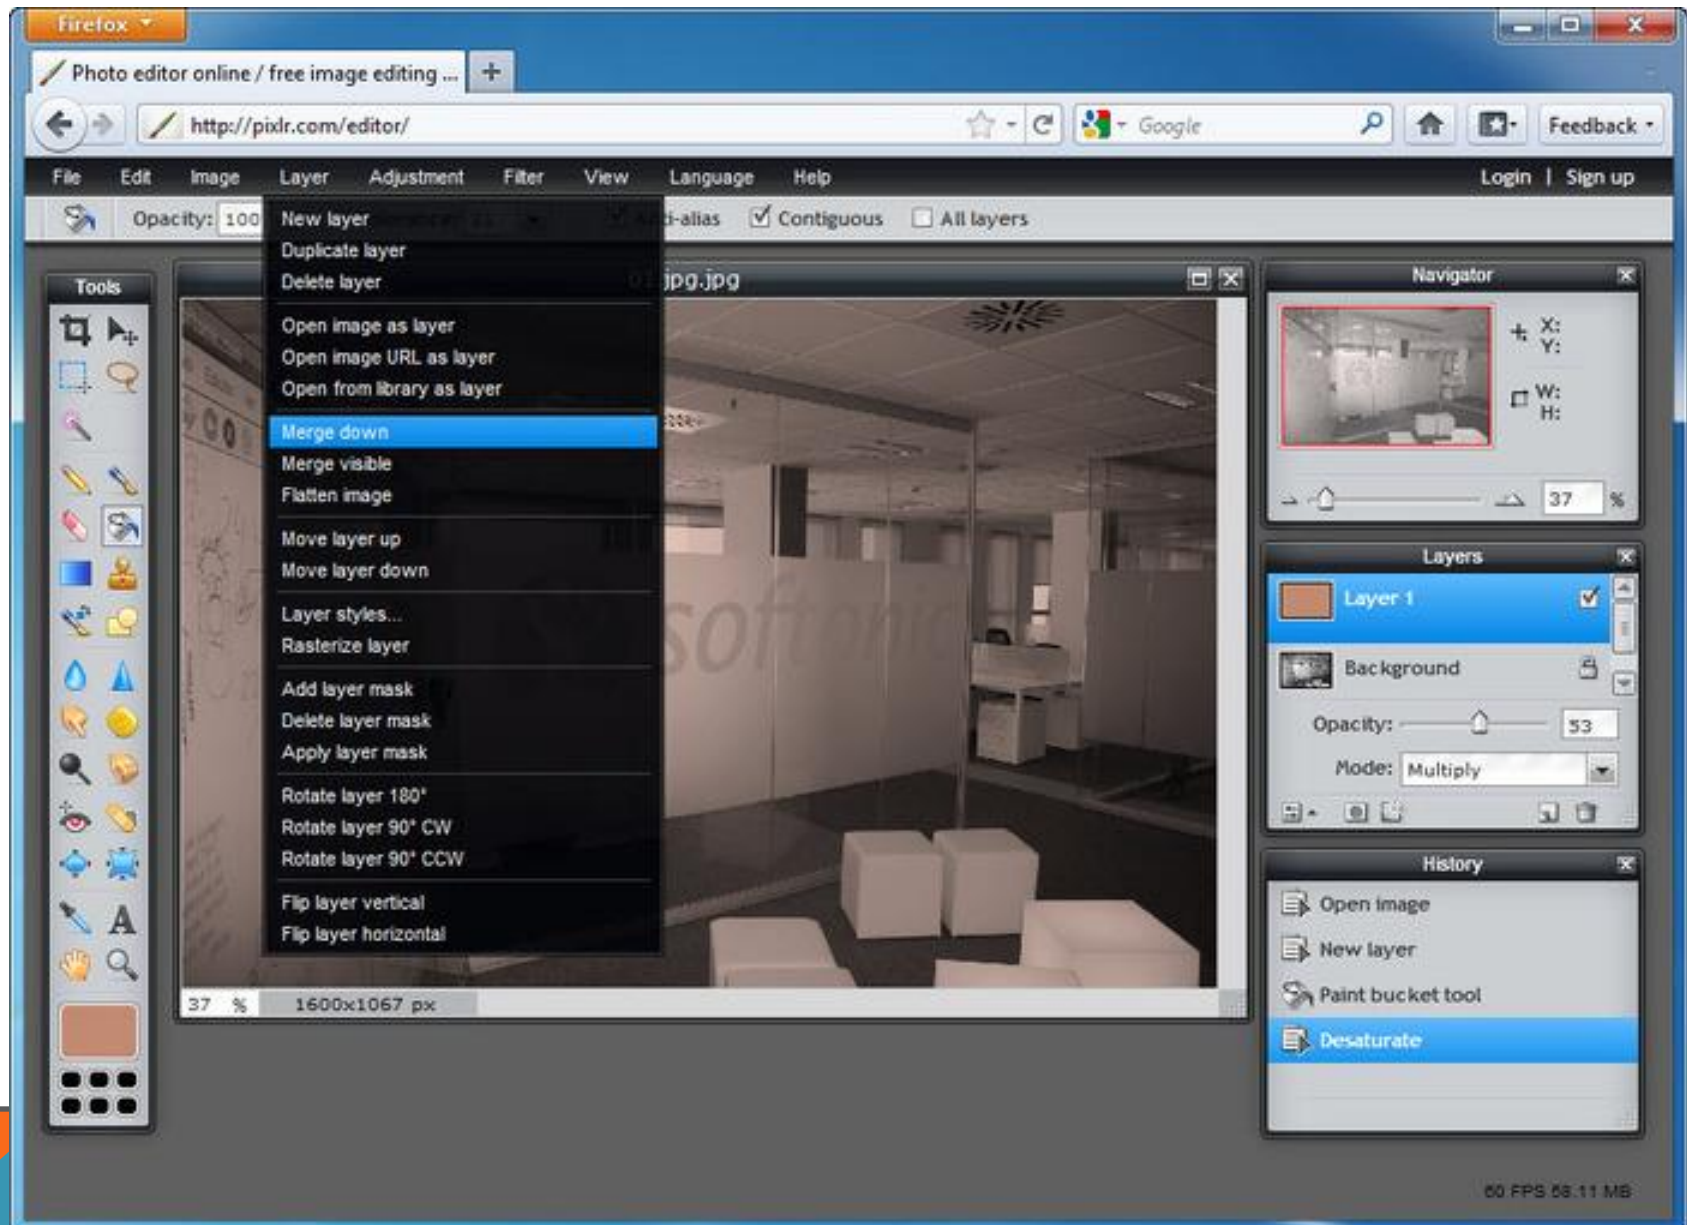 Firefox
Photo editor online / free image editing ...
http://pixlr.com/editor/
Google
Feedback
File Edit Image Layer Adjustment Filter View Language Help
Login | Sign up
Opacity: 100
-alias Contiguous All layers
New layer
Duplicate layer
Delete layer
Open image as layer
Open image URL as layer
Open from library as layer
Merge down
Merge visible
Flatten image
Move layer up
Move layer down
Layer styles...
Rasterize layer
Add layer mask
Delete layer mask
Apply layer mask
Rotate layer 180°
Rotate layer 90° CW
Rotate layer 90° CCW
Flip layer vertical
Flip layer horizontal
Tools
A
jpg.jpg
softonic
37 % 1600x1067 px
Navigator
X:
Y:
W:
H:
37 %
Layers
Layer 1
Background
Opacity: 53
Mode: Multiply
History
Open image
New layer
Paint bucket tool
Desaturate
60 FPS 58.11 MB